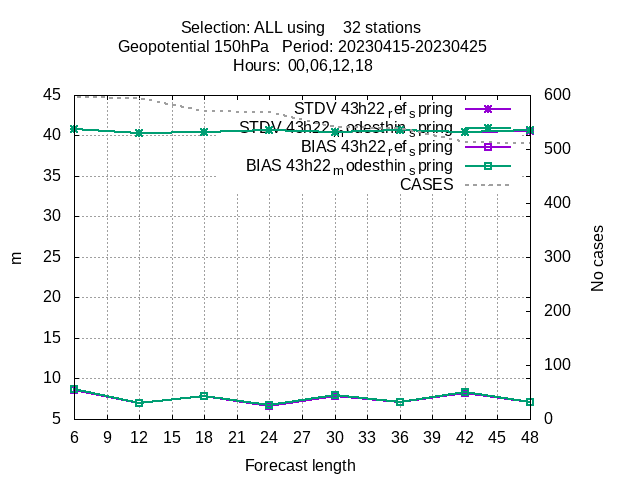 Selection: ALL using    32 stations
Geopotential 150hPa   Period: 20230415-20230425
Hours:  00,06,12,18
45
40
35
30
25
20
15
10
5
m
600
500
400
300
200
100
0
No cases
STDV 43h22_ref_spring
STDV 43h22_modesthin_spring
BIAS 43h22_ref_spring
BIAS 43h22_modesthin_spring
CASES
6 9 12 15 18 21 24 27 30 33 36 39 42 45 48
Forecast length